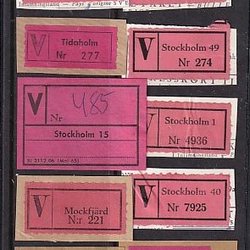 V
Tidaholm
Nr 277
V
Stockholm 49
Nr 274
V
Nr 485
Stockholm 15
V
Stockholm 1
Nr 4936
V
Mockfjärd
N:r 221
V
Stockholm 40
Nr 7925